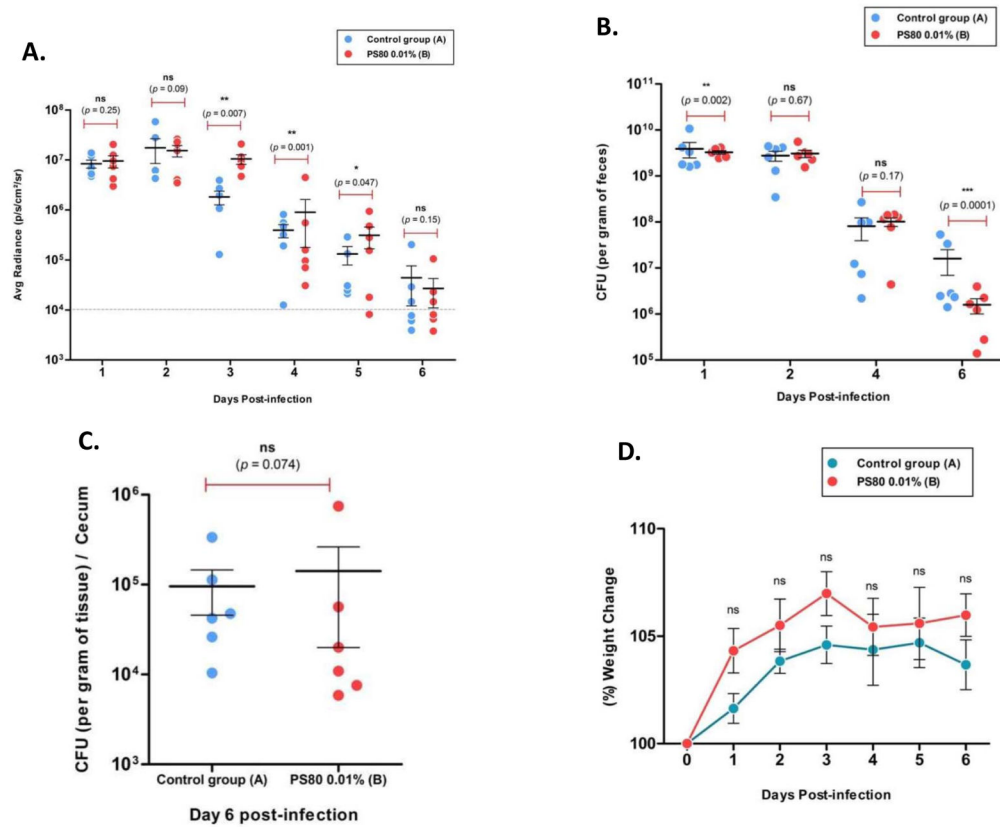 A.
Control group (A)
PS80 0.01% (B)
ns
(p = 0.25)
ns
(p = 0.09)
**
(p = 0.007)
**
(p = 0.001)
*
(p = 0.047)
ns
(p = 0.15)
Avg Radiance (p/s/cm²/sr)
10⁸
10⁷
10⁶
10⁵
10⁴
10³
1 2 3 4 5 6
Days Post-infection
B.
Control group (A)
PS80 0.01% (B)
**
(p = 0.002)
ns
(p = 0.67)
ns
(p = 0.17)
***
(p = 0.0001)
CFU (per gram of feces)
10¹¹
10¹⁰
10⁹
10⁸
10⁷
10⁶
10⁵
1 2 4 6
Days Post-infection
C.
ns
(p = 0.074)
CFU (per gram of tissue) / Cecum
10⁶
10⁵
10⁴
10³
Control group (A) PS80 0.01% (B)
Day 6 post-infection
D.
Control group (A)
PS80 0.01% (B)
(%) Weight Change
110
105
100
ns ns ns ns ns ns
0 1 2 3 4 5 6
Days Post-infection